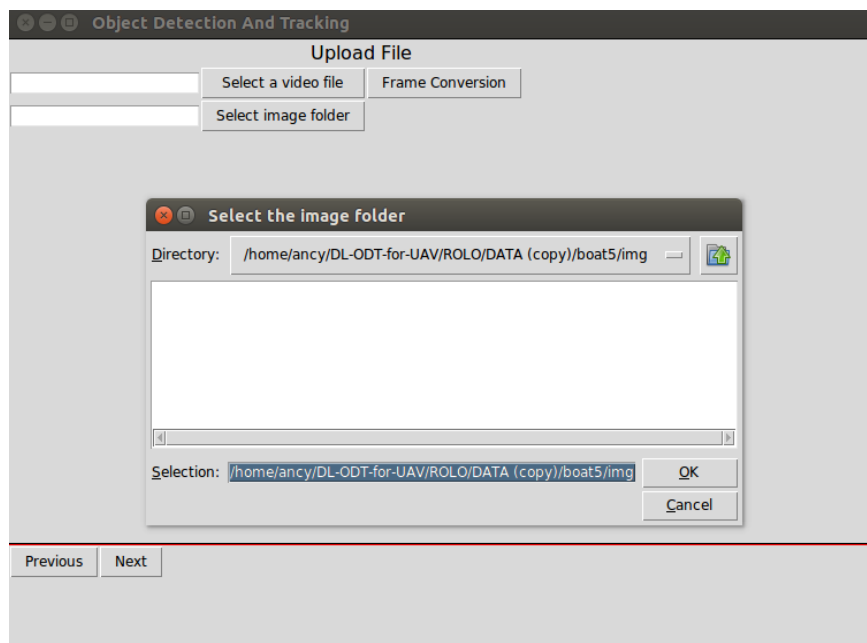 Object Detection And Tracking
Upload File
Select a video file Frame Conversion
Select image folder
Select the image folder
Directory: /home/ancy/DL-ODT-for-UAV/ROLO/DATA (copy)/boat5/img
Selection: /home/ancy/DL-ODT-for-UAV/ROLO/DATA (copy)/boat5/img OK
Cancel
Previous Next